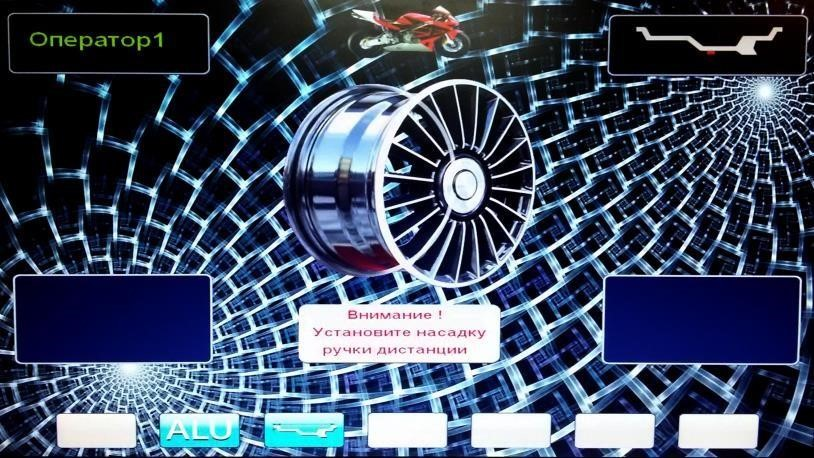 Оператор1
Внимание !
Установите насадку
ручки дистанции
ALU